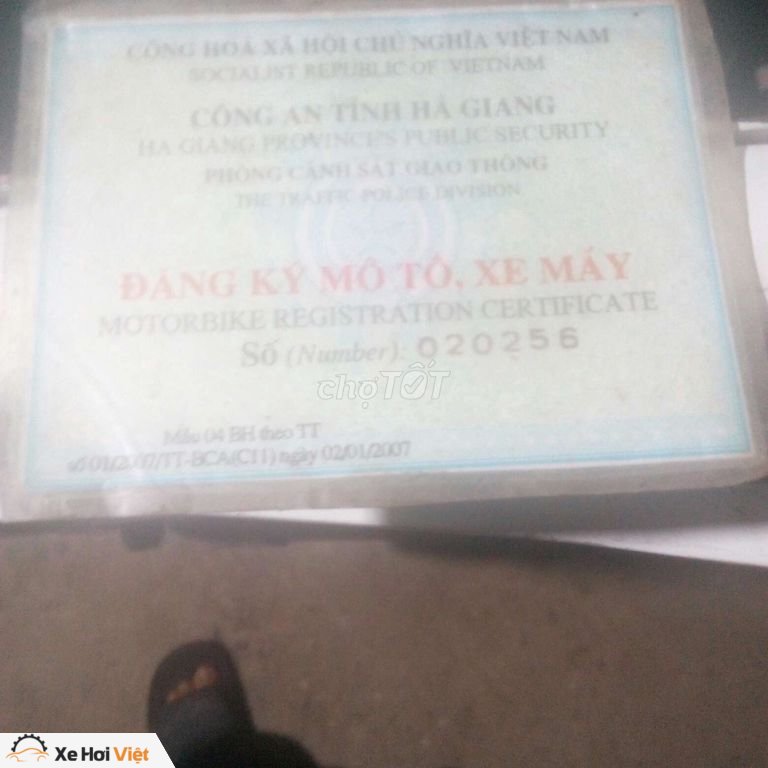 CỘNG HOÀ XÃ HỘI CHỦ NGHĨA VIỆT NAM
SOCIALIST REPUBLIC OF VIETNAM
CÔNG AN TỈNH HÀ GIANG
HA GIANG PROVINCE'S PUBLIC SECURITY
PHÒNG CẢNH SÁT GIAO THÔNG
THE TRAFFIC POLICE DIVISION
ĐĂNG KÝ MÔ TÔ, XE MÁY
MOTORBIKE REGISTRATION CERTIFICATE
Số (Number): 020256
chợTỐT
Mẫu 04 BH theo TT
số 01/2007/TT-BCA(C11) ngày 02/01/2007
Xe Hơi Việt